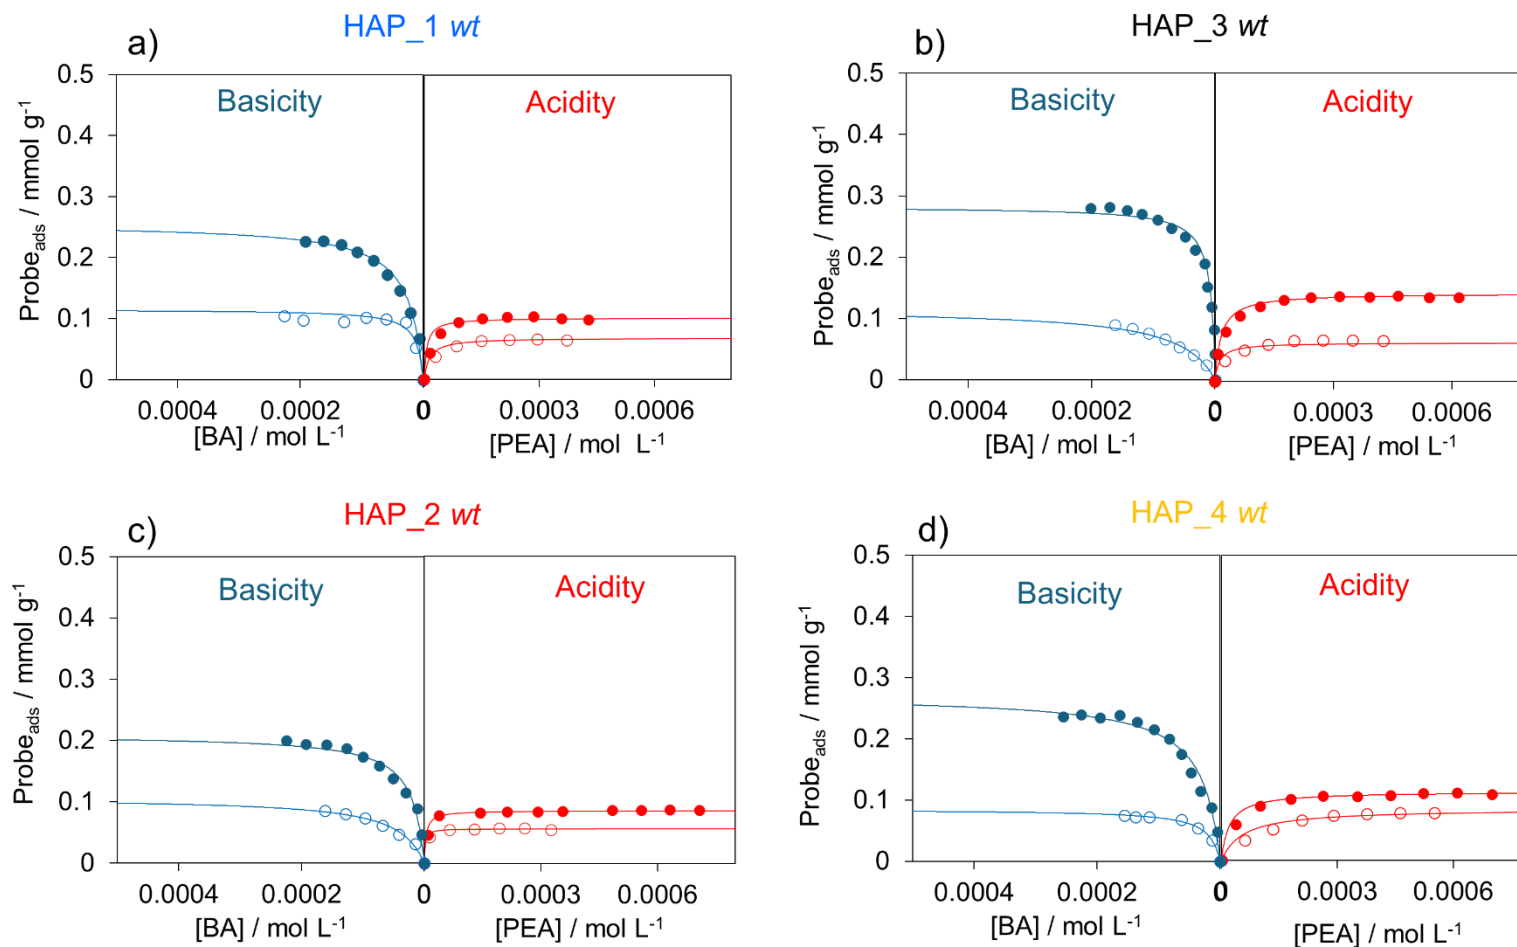 a)
HAP_1 wt
Basicity
Acidity
Probeads / mmol g-1
0.5
0.4
0.3
0.2
0.1
0
0.0004
0.0002
0
0.0003
0.0006
[BA] / mol L-1
[PEA] / mol L-1
b)
HAP_3 wt
Basicity
Acidity
Probeads / mmol g-1
0.5
0.4
0.3
0.2
0.1
0
0.0004
0.0002
0
0.0003
0.0006
[BA] / mol L-1
[PEA] / mol L-1
c)
HAP_2 wt
Basicity
Acidity
Probeads / mmol g-1
0.5
0.4
0.3
0.2
0.1
0
0.0004
0.0002
0
0.0003
0.0006
[BA] / mol L-1
[PEA] / mol L-1
d)
HAP_4 wt
Basicity
Acidity
Probeads / mmol g-1
0.5
0.4
0.3
0.2
0.1
0
0.0004
0.0002
0
0.0003
0.0006
[BA] / mol L-1
[PEA] / mol L-1